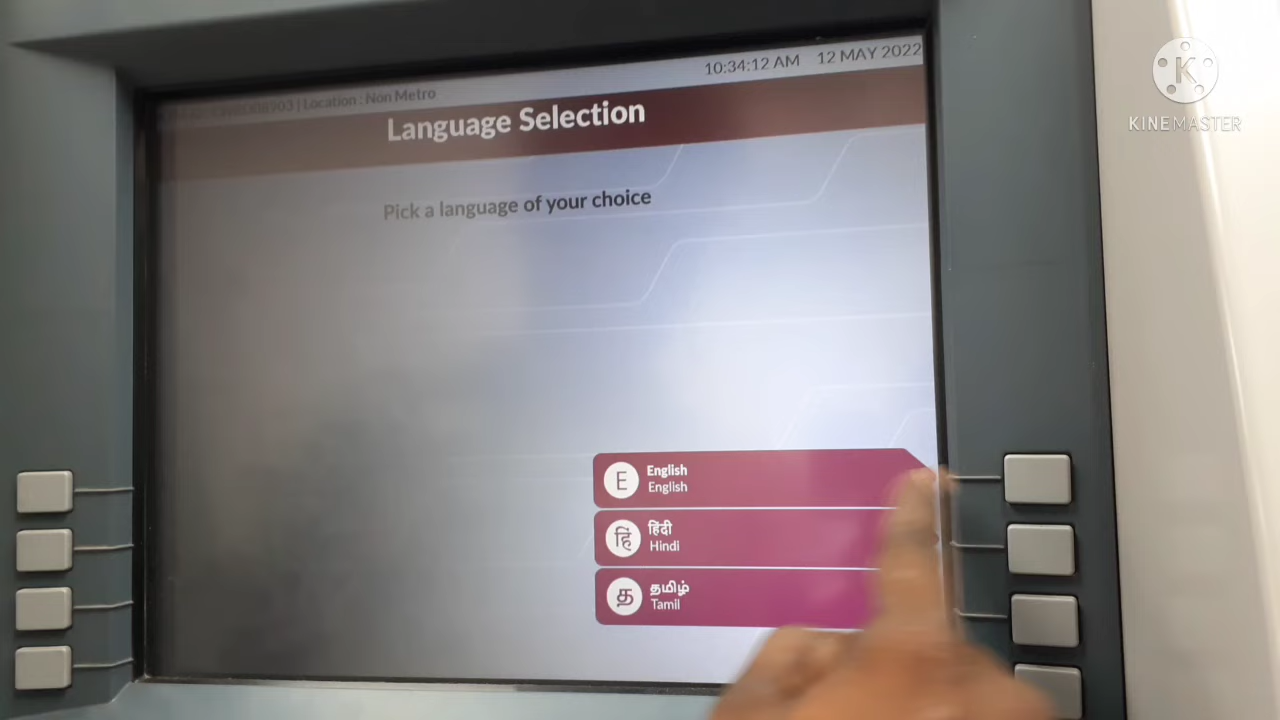 10:34:12 AM 12 MAY 2022
| Location : Non Metro
Language Selection
Pick a language of your choice
E
English
English
हिं
हिंदी
Hindi
த
தமிழ்
Tamil
K
KINEMASTER